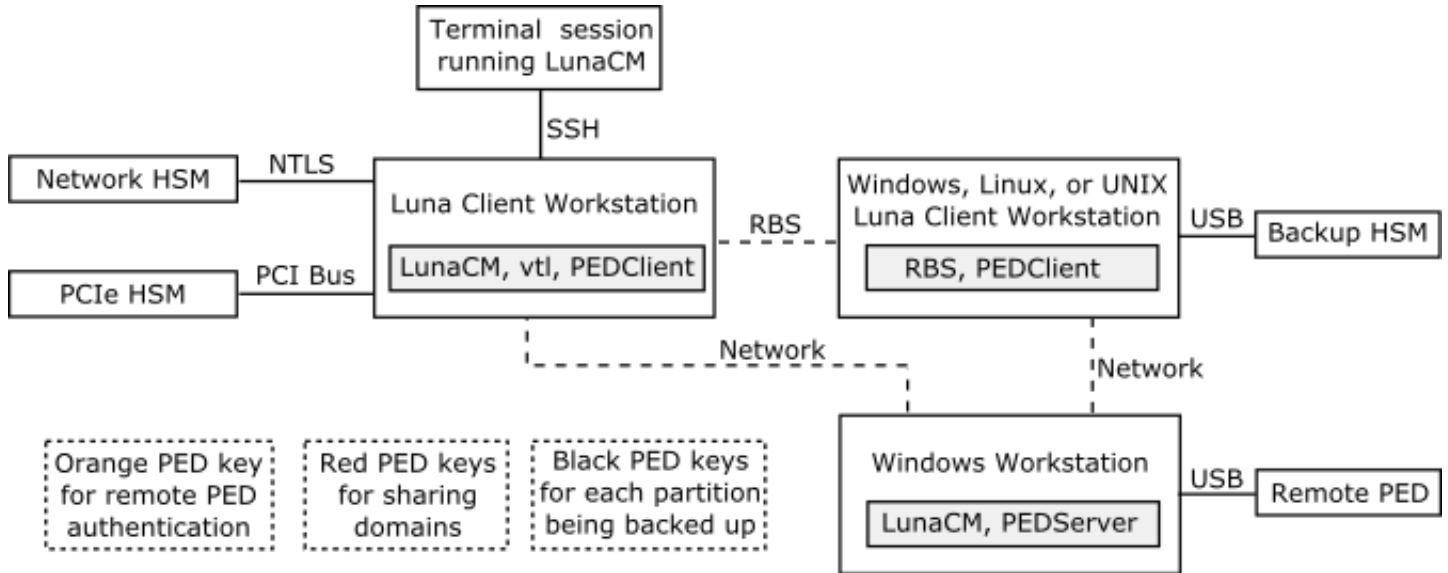 Terminal session
running LunaCM
SSH
Network HSM
NTLS
PCIe HSM
PCI Bus
Luna Client Workstation
LunaCM, vtl, PEDClient
RBS
Windows, Linux, or UNIX
Luna Client Workstation
RBS, PEDClient
USB
Backup HSM
Network
Network
Orange PED key
for remote PED
authentication
Red PED keys
for sharing
domains
Black PED keys
for each partition
being backed up
Windows Workstation
LunaCM, PEDServer
USB
Remote PED